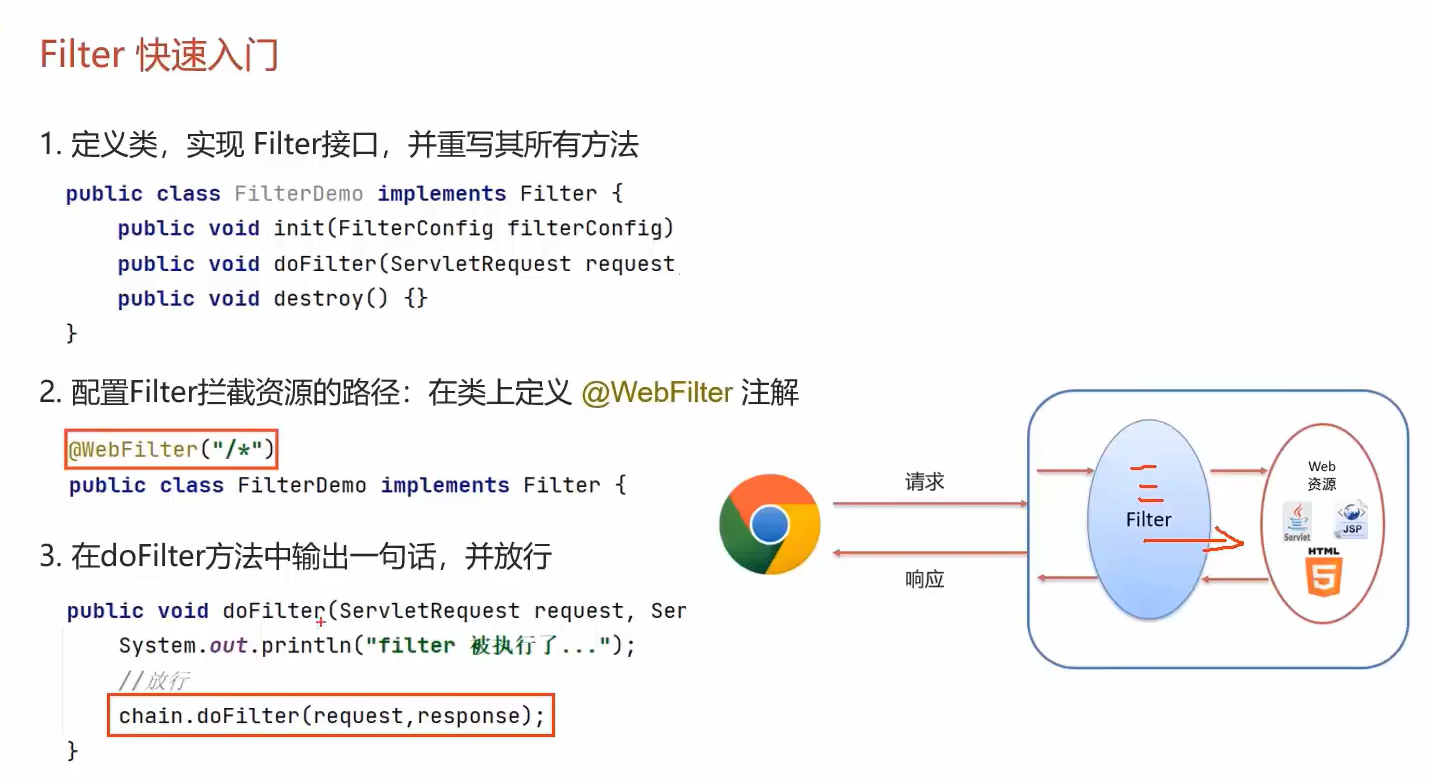 Filter 快速入门
1. 定义类，实现 Filter接口，并重写其所有方法
public class FilterDemo implements Filter {
public void init(FilterConfig filterConfig)
public void doFilter(ServletRequest request
public void destroy() {}
}
2. 配置Filter拦截资源的路径：在类上定义 @WebFilter 注解
@WebFilter("/*")
public class FilterDemo implements Filter {
3. 在doFilter方法中输出一句话，并放行
public void doFilter(ServletRequest request, Ser
System.out.println("filter 被执行了...");
//放行
chain.doFilter(request,response);
}
请求
响应
Filter
Web
资源
Servlet
JSP
HTML
5